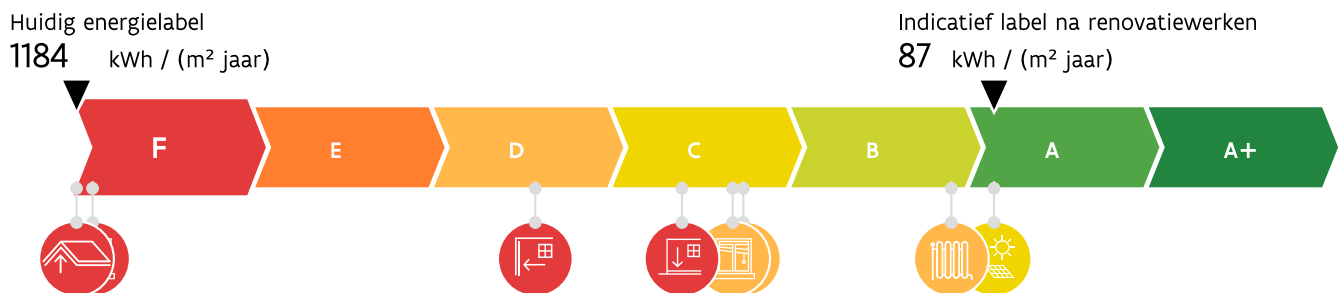 Huidig energielabel
1184 kWh / (m² jaar)
Indicatief label na renovatiewerken
87 kWh / (m² jaar)
F E D C B A A+